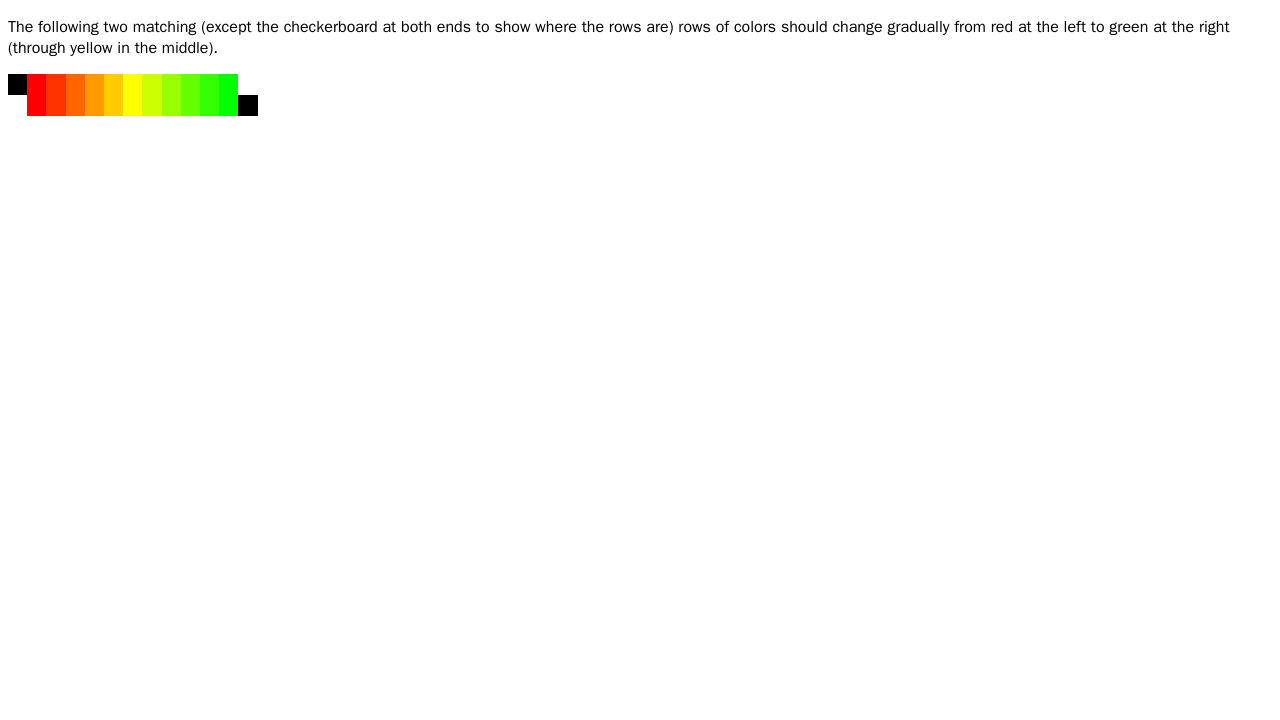 The following two matching (except the checkerboard at both ends to show where the rows are) rows of colors should change gradually from red at the left to green at the right
(through yellow in the middle).